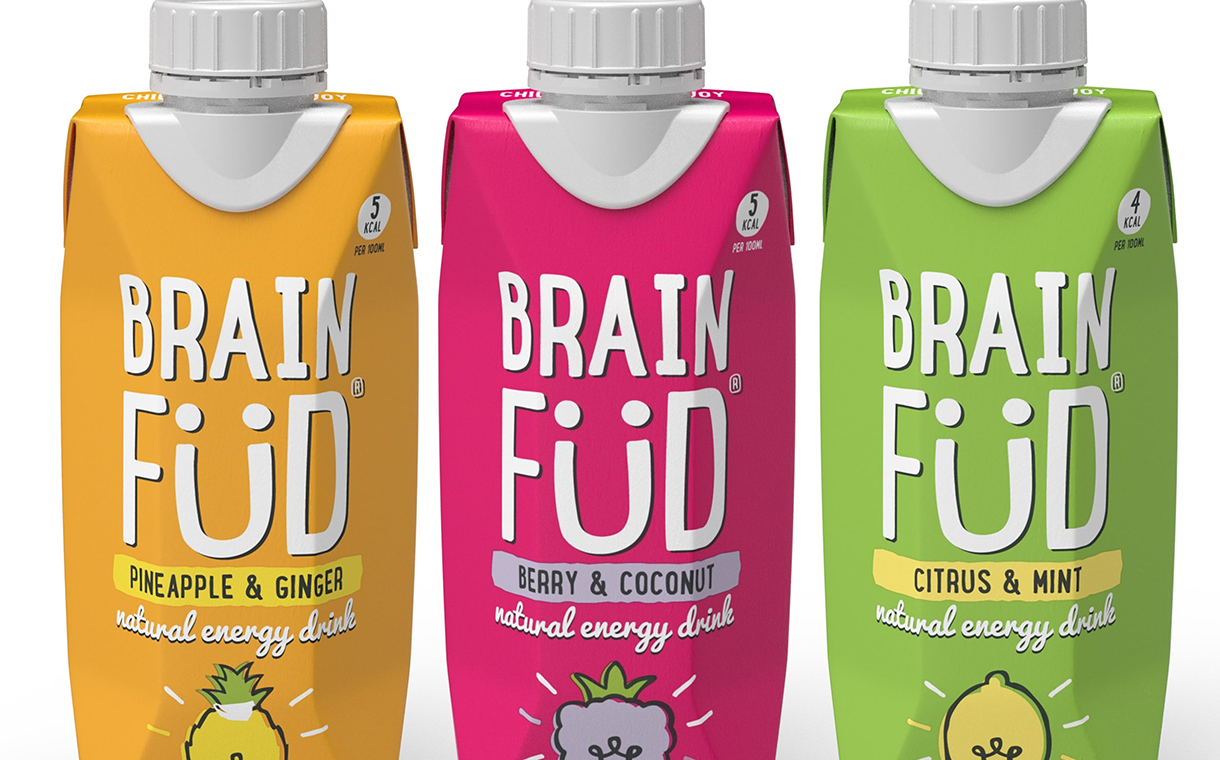 5
KCAL
PER 100ML
BRAIN
FÜD®
PINEAPPLE & GINGER
natural energy drink
5
KCAL
PER 100ML
BRAIN
FÜD®
BERRY & COCONUT
natural energy drink
4
KCAL
PER 100ML
BRAIN
FÜD®
CITRUS & MINT
natural energy drink